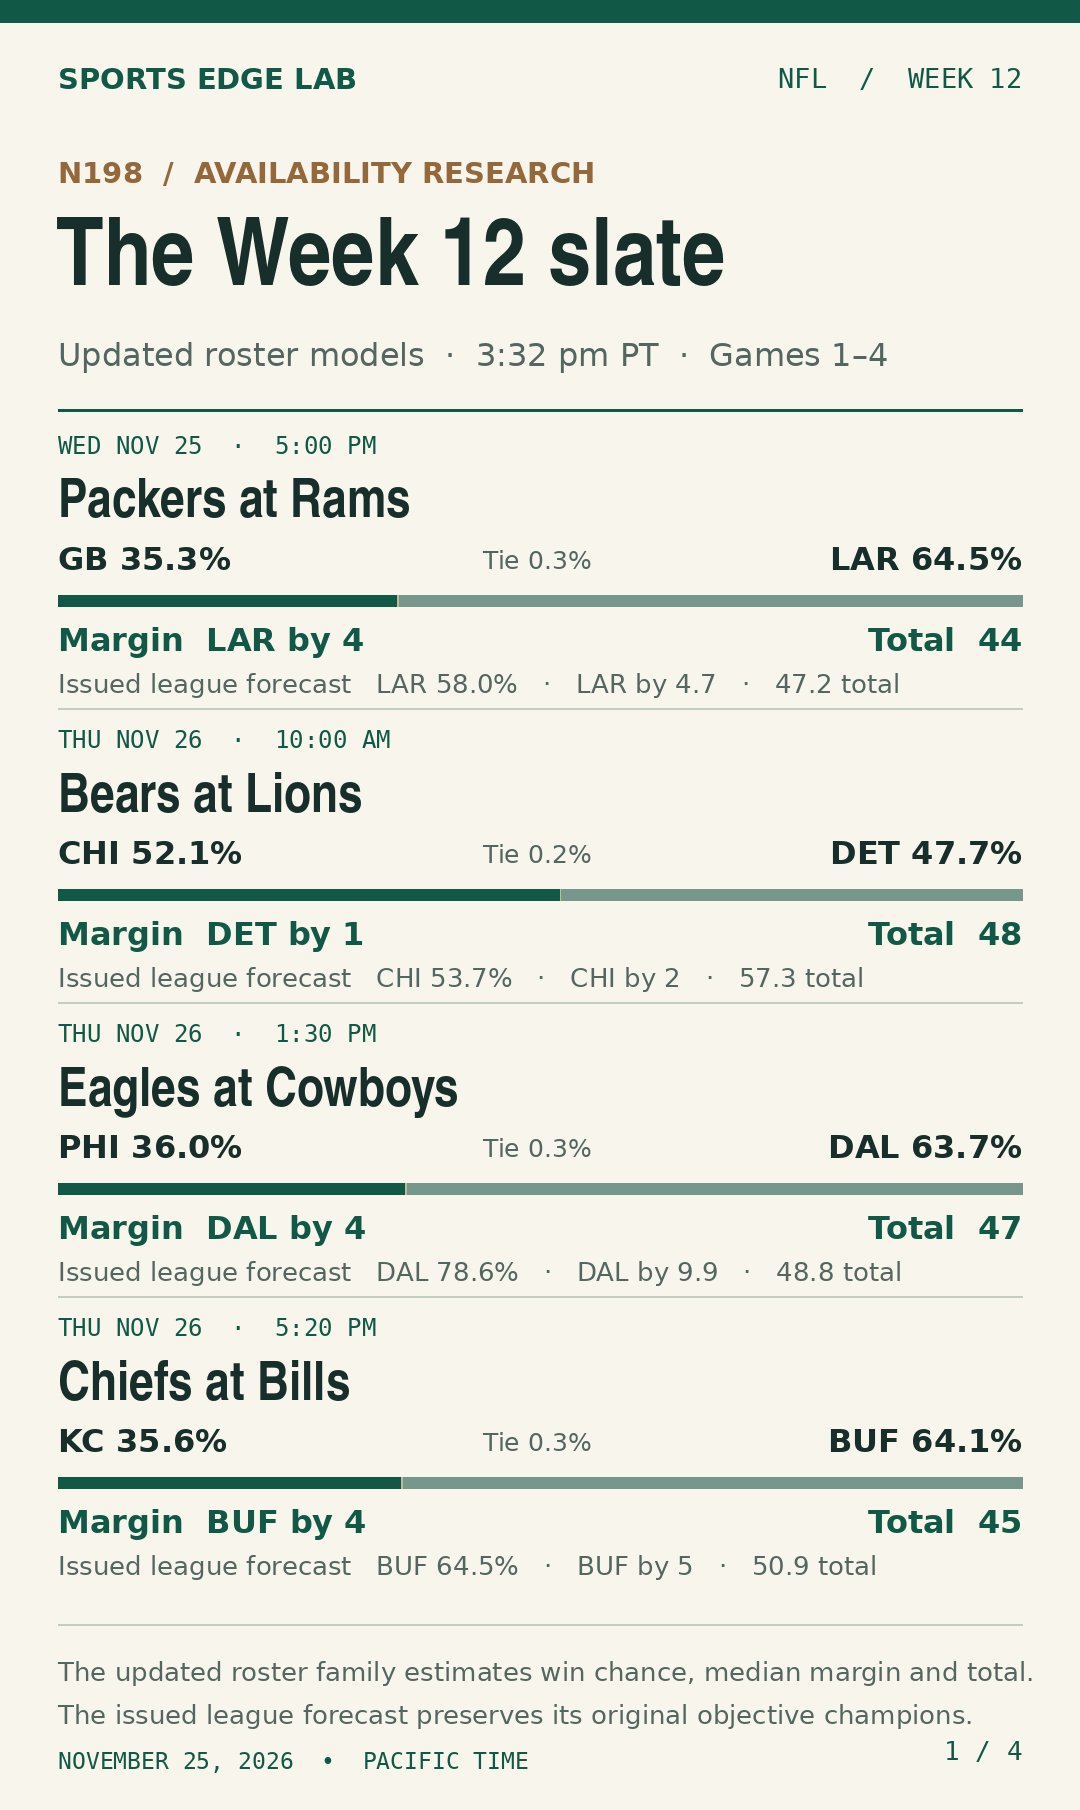 SPORTS EDGE LAB
NFL / WEEK 12
N198 / AVAILABILITY RESEARCH
The Week 12 slate
Updated roster models · 3:32 pm PT · Games 1–4
WED NOV 25 · 5:00 PM
Packers at Rams
GB 35.3% Tie 0.3% LAR 64.5%
Margin LAR by 4 Total 44
Issued league forecast LAR 58.0% · LAR by 4.7 · 47.2 total
THU NOV 26 · 10:00 AM
Bears at Lions
CHI 52.1% Tie 0.2% DET 47.7%
Margin DET by 1 Total 48
Issued league forecast CHI 53.7% · CHI by 2 · 57.3 total
THU NOV 26 · 1:30 PM
Eagles at Cowboys
PHI 36.0% Tie 0.3% DAL 63.7%
Margin DAL by 4 Total 47
Issued league forecast DAL 78.6% · DAL by 9.9 · 48.8 total
THU NOV 26 · 5:20 PM
Chiefs at Bills
KC 35.6% Tie 0.3% BUF 64.1%
Margin BUF by 4 Total 45
Issued league forecast BUF 64.5% · BUF by 5 · 50.9 total
The updated roster family estimates win chance, median margin and total.
The issued league forecast preserves its original objective champions.
NOVEMBER 25, 2026 • PACIFIC TIME
1 / 4